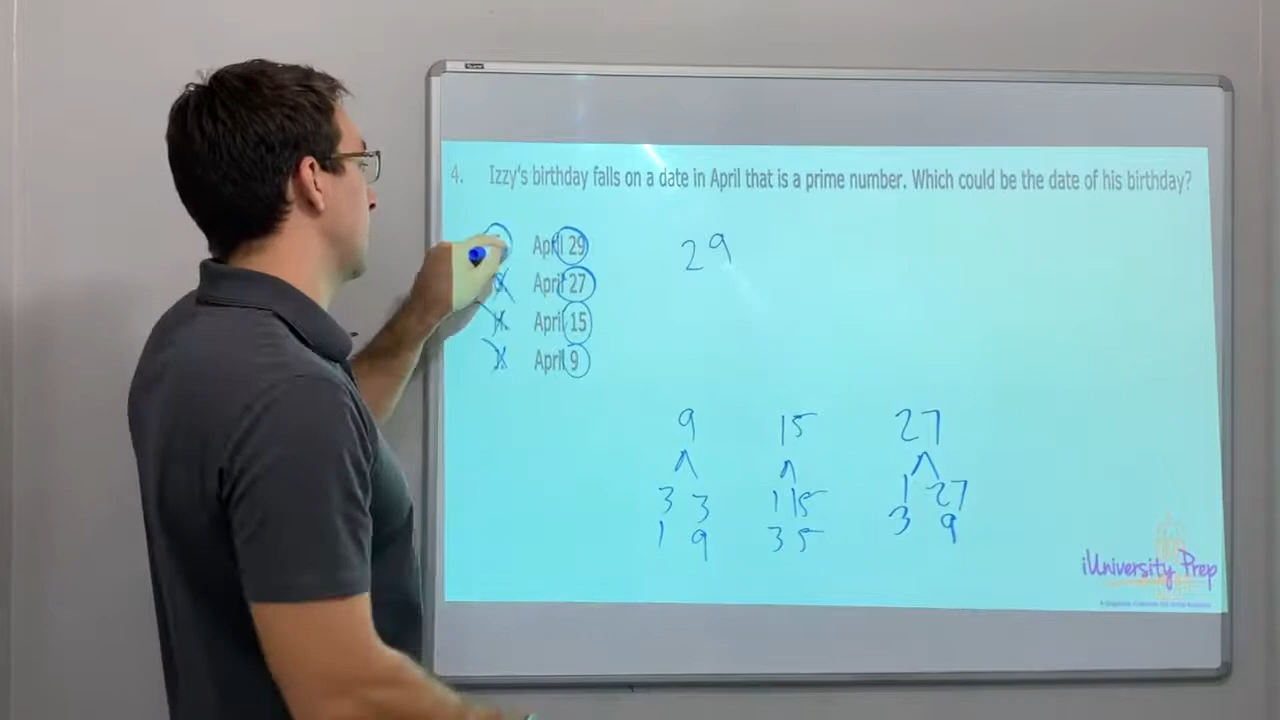 4. Izzy's birthday falls on a date in April that is a prime number. Which could be the date of his birthday?
April 29
29
April 27
April 15
April 9
9 15 27
3 3 1 15 1 27
1 9 3 5 3 9
iUniversity Prep